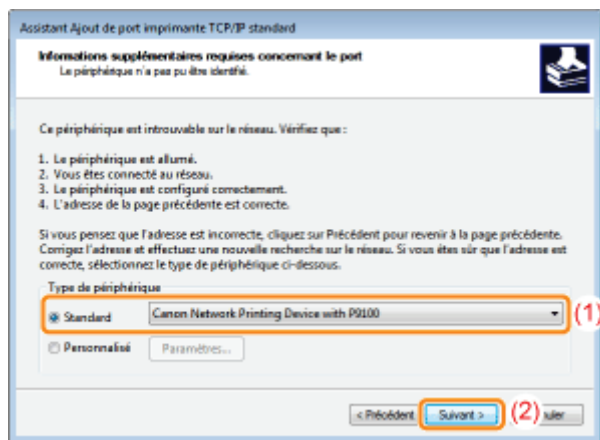 Assistant Ajout de port imprimante TCP/IP standard
Informations supplémentaires requises concernant le port
Le périphérique n'a pas pu être identifié.
Ce périphérique est introuvable sur le réseau. Vérifiez que :
1. Le périphérique est allumé.
2. Vous êtes connecté au réseau.
3. Le périphérique est configuré correctement.
4. L'adresse de la page précédente est correcte.
Si vous pensez que l'adresse est incorrecte, cliquez sur Précédent pour revenir à la page précédente.
Corrigez l'adresse et effectuez une nouvelle recherche sur le réseau. Si vous êtes sûr que l'adresse est
correcte, sélectionnez le type de périphérique ci-dessous.
Type de périphérique
Standard Canon Network Printing Device with P9100 (1)
Personnalisé Paramètres...
< Précédent Suivant > (2) uler